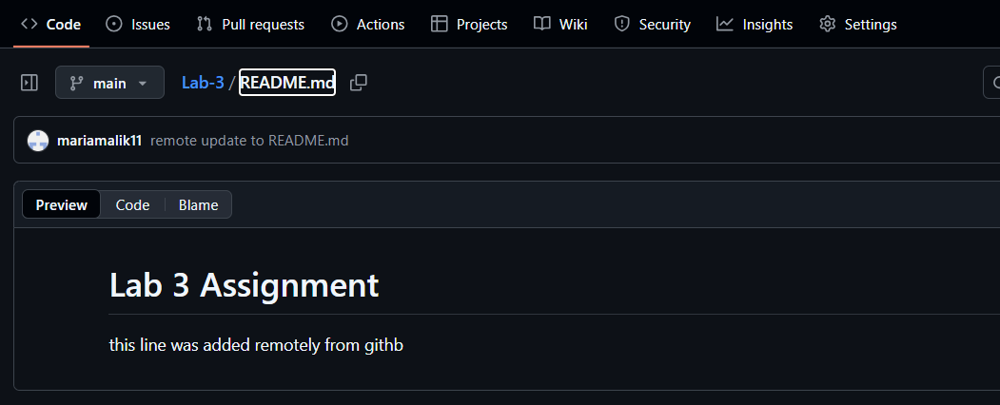 Code Issues Pull requests Actions Projects Wiki Security Insights Settings
main Lab-3 / README.md
mariamalik11 remote update to README.md
Preview Code Blame
Lab 3 Assignment
this line was added remotely from githb